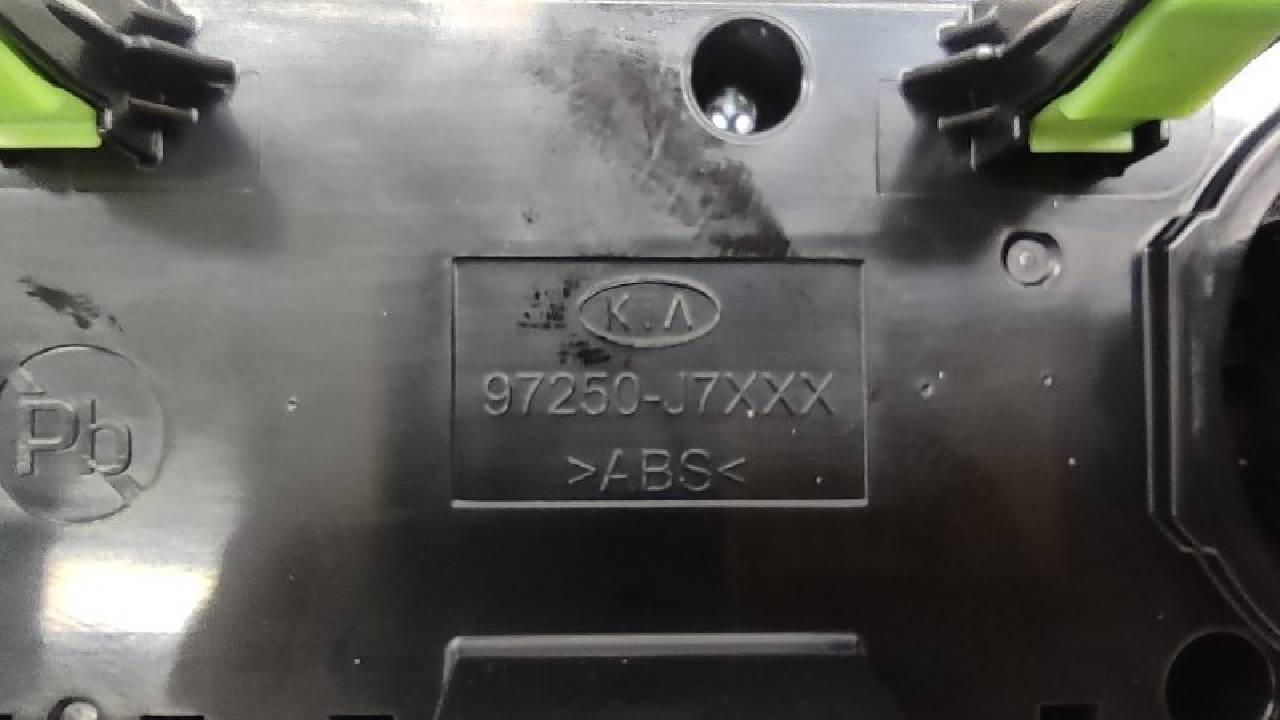 KIA
97250-J7XXX
>ABS<
Pb